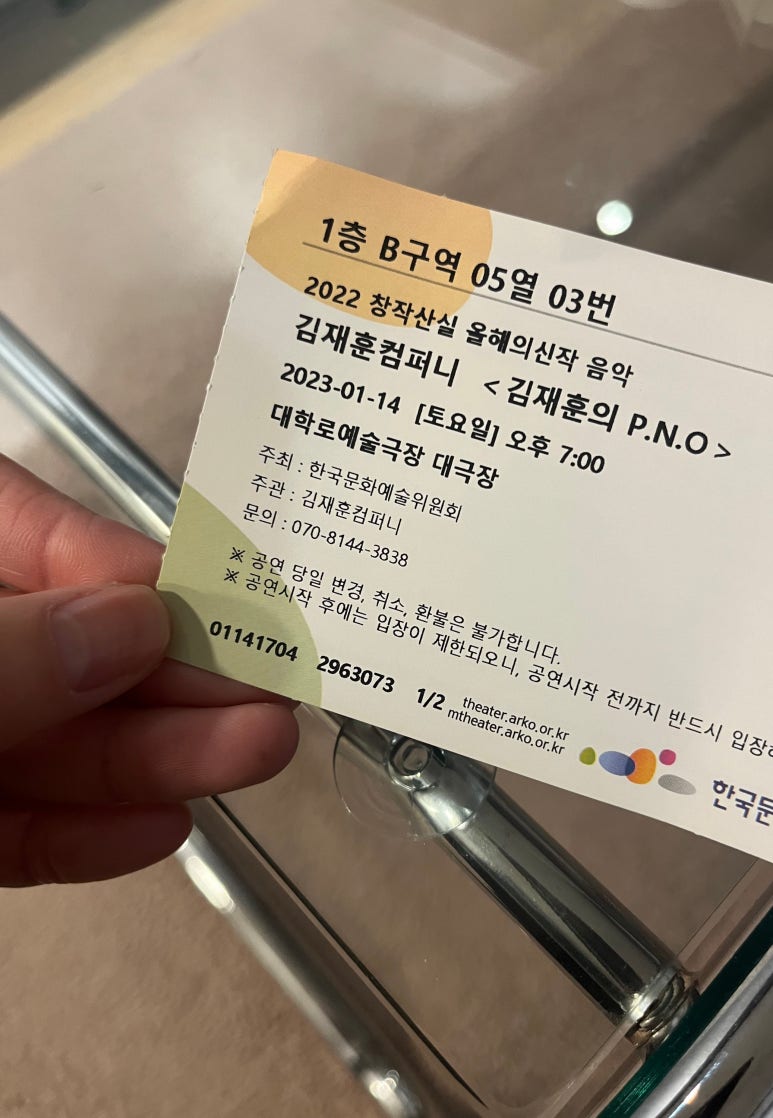 1층 B구역 05열 03번
2022 창작산실 올해의신작 음악
김재훈컴퍼니 <김재훈의 P.N.O>
2023-01-14 [토요일] 오후 7:00
대학로예술극장 대극장
주최 : 한국문화예술위원회
주관 : 김재훈컴퍼니
문의 : 070-8144-3838
※ 공연 당일 변경, 취소, 환불은 불가합니다.
※ 공연시작 후에는 입장이 제한되오니, 공연시작 전까지 반드시
01141704 2963073 1/2
theater.arko.or.kr
mtheater.arko.or.kr